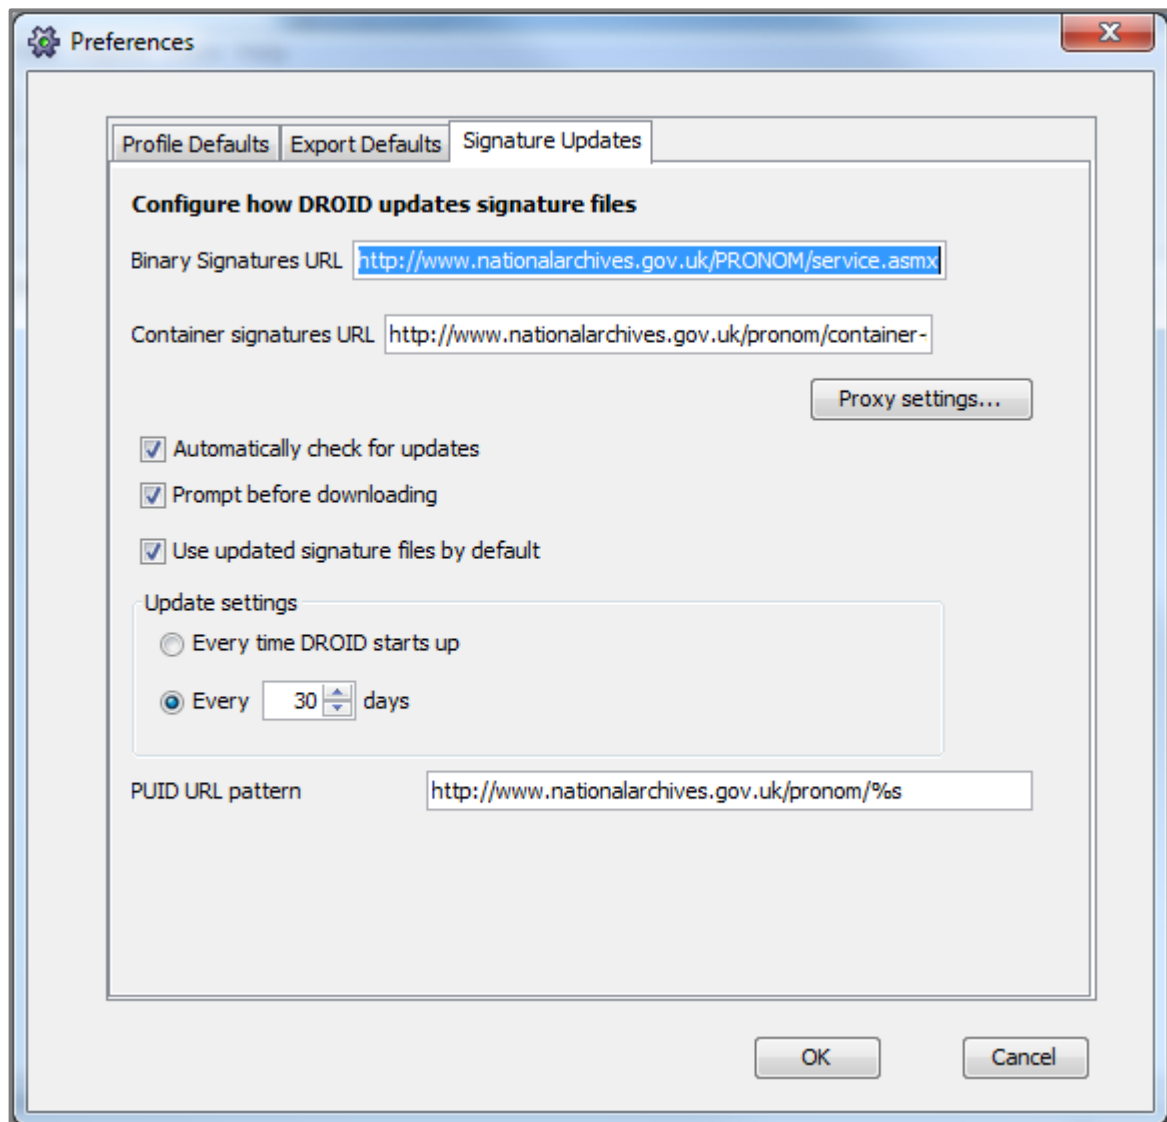 Preferences
Profile Defaults Export Defaults Signature Updates
Configure how DROID updates signature files
Binary Signatures URL http://www.nationalarchives.gov.uk/PRONOM/service.asmx
Container signatures URL http://www.nationalarchives.gov.uk/pronom/container-
Proxy settings...
Automatically check for updates
Prompt before downloading
Use updated signature files by default
Update settings
Every time DROID starts up
Every 30 days
PUID URL pattern http://www.nationalarchives.gov.uk/pronom/%s
OK Cancel